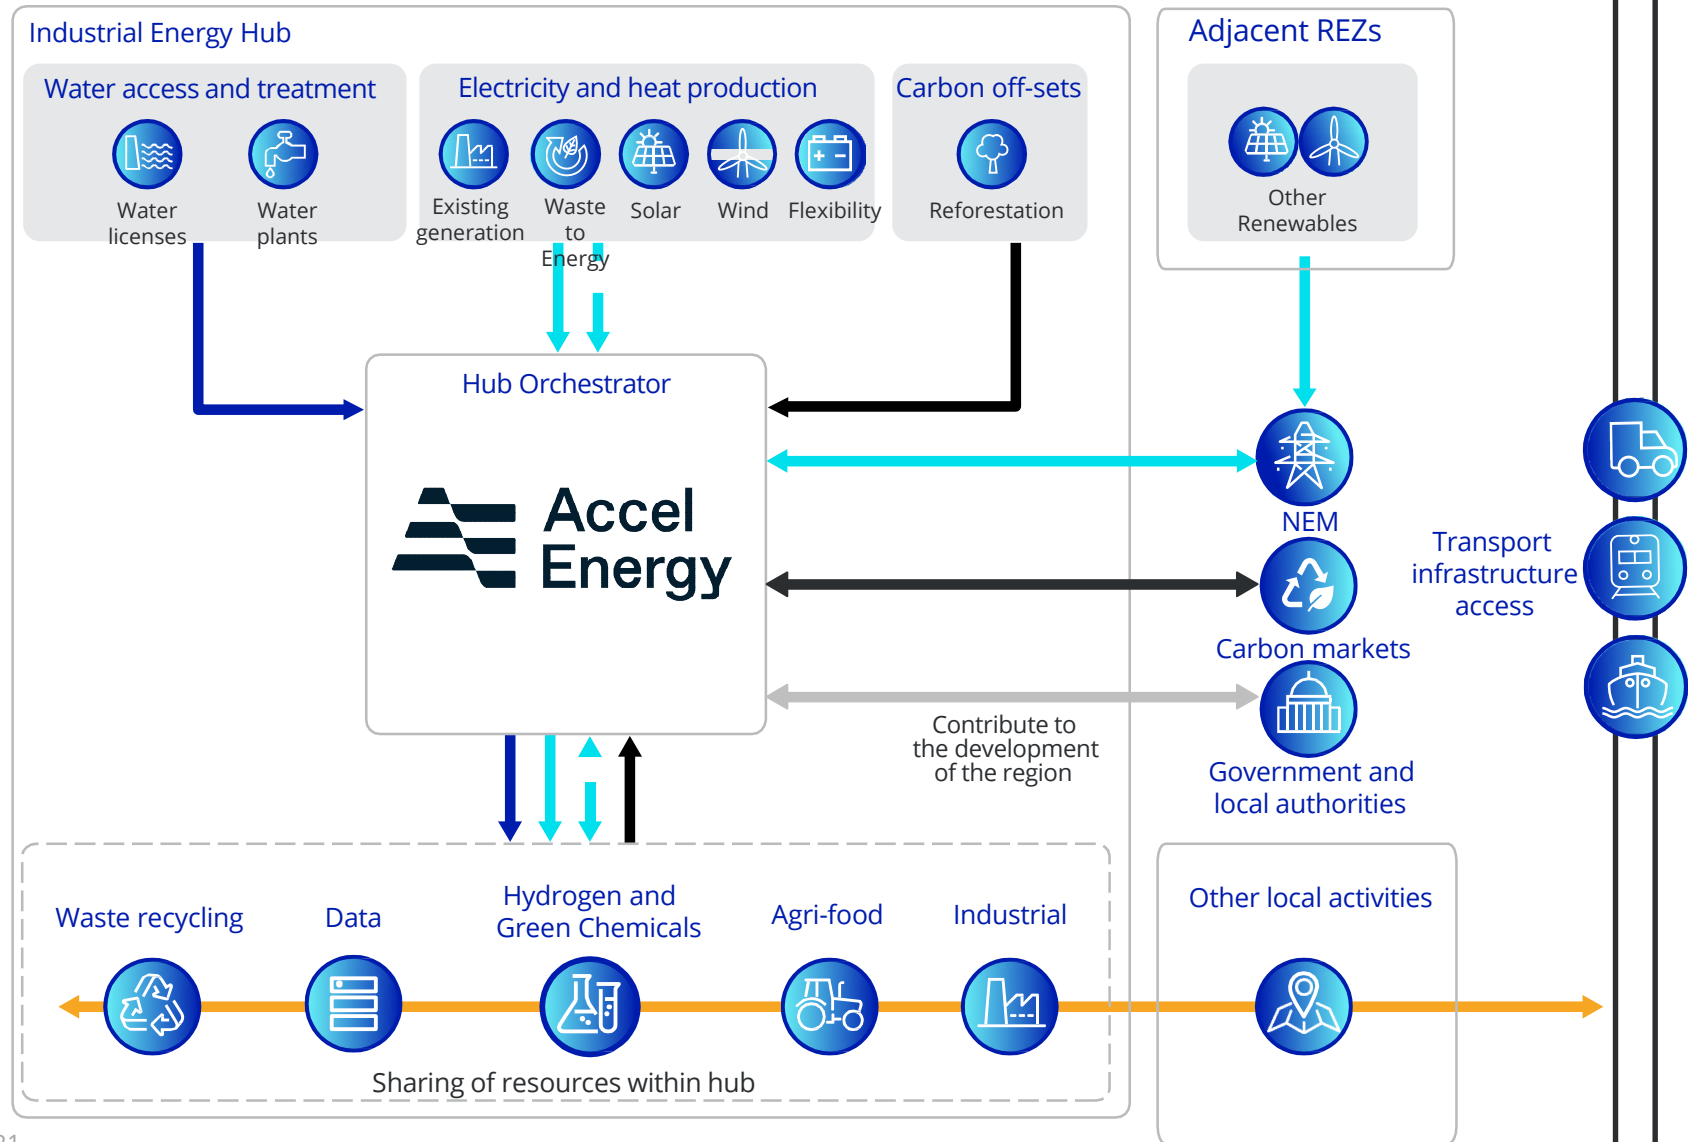 Industrial Energy Hub
Water access and treatment
Water
licenses
Water
plants
Electricity and heat production
Existing
generation
Waste
to
Energy
Solar
Wind
Flexibility
Carbon off-sets
Reforestation
Adjacent REZs
Other
Renewables
Hub Orchestrator
Accel
Energy
NEM
Carbon markets
Contribute to
the development
of the region
Government and
local authorities
Transport
infrastructure
access
Waste recycling
Data
Hydrogen and
Green Chemicals
Agri-food
Industrial
Sharing of resources within hub
Other local activities